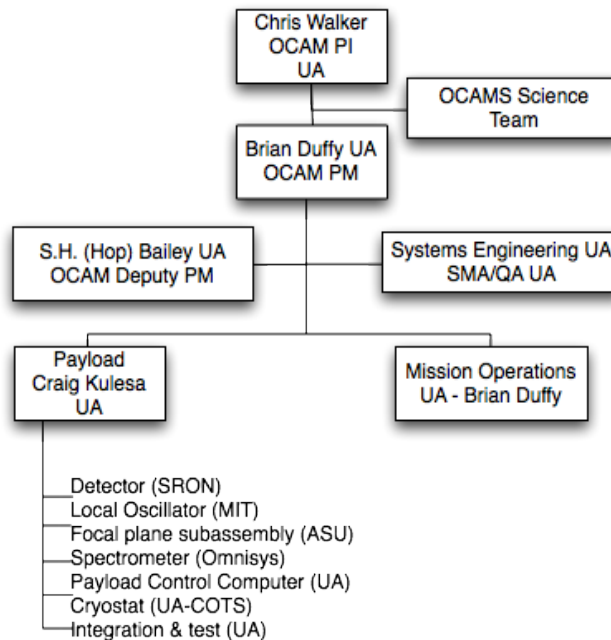 Chris Walker
OCAM PI
UA
OCAMS Science
Team
Brian Duffy UA
OCAM PM
S.H. (Hop) Bailey UA
OCAM Deputy PM
Systems Engineering UA
SMA/QA UA
Payload
Craig Kulesa
UA
Mission Operations
UA - Brian Duffy
Detector (SRON)
Local Oscillator (MIT)
Focal plane subassembly (ASU)
Spectrometer (Omnisys)
Payload Control Computer (UA)
Cryostat (UA-COTS)
Integration & test (UA)